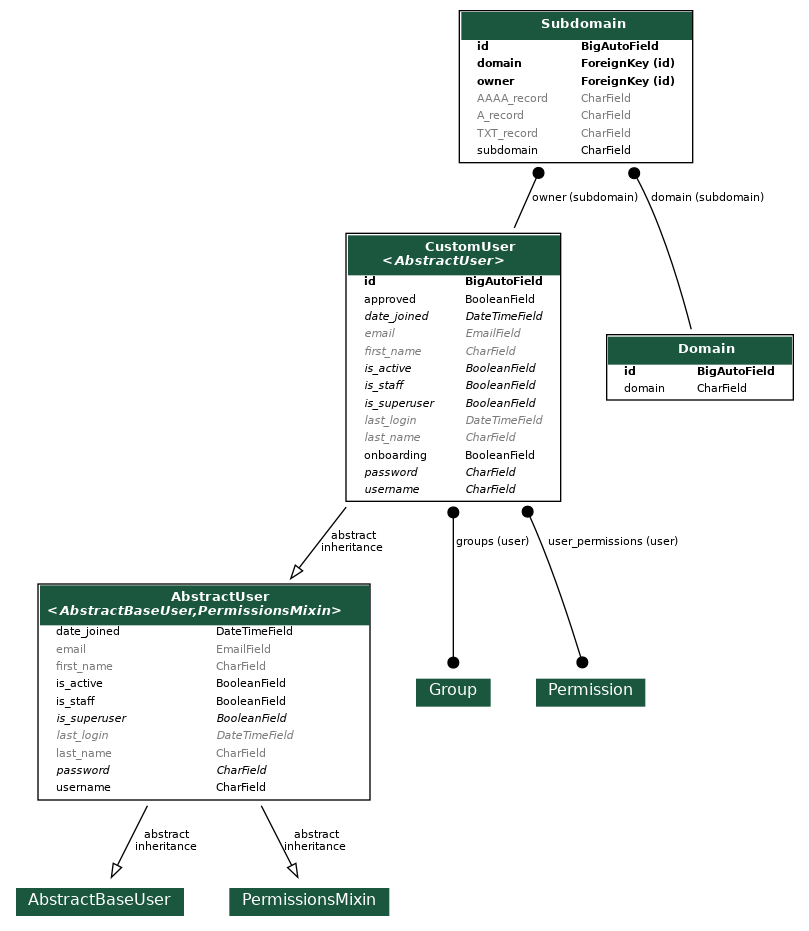 Subdomain
id BigAutoField
domain ForeignKey (id)
owner ForeignKey (id)
AAAA_record CharField
A_record CharField
TXT_record CharField
subdomain CharField
owner (subdomain) domain (subdomain)
CustomUser
<AbstractUser>
id BigAutoField
approved BooleanField
date_joined DateTimeField
email EmailField
first_name CharField
is_active BooleanField
is_staff BooleanField
is_superuser BooleanField
last_login DateTimeField
last_name CharField
onboarding BooleanField
password CharField
username CharField
Domain
id BigAutoField
domain CharField
abstract
inheritance
groups (user) user_permissions (user)
AbstractUser
<AbstractBaseUser,PermissionsMixin>
date_joined DateTimeField
email EmailField
first_name CharField
is_active BooleanField
is_staff BooleanField
is_superuser BooleanField
last_login DateTimeField
last_name CharField
password CharField
username CharField
Group Permission
abstract
inheritance
abstract
inheritance
AbstractBaseUser PermissionsMixin